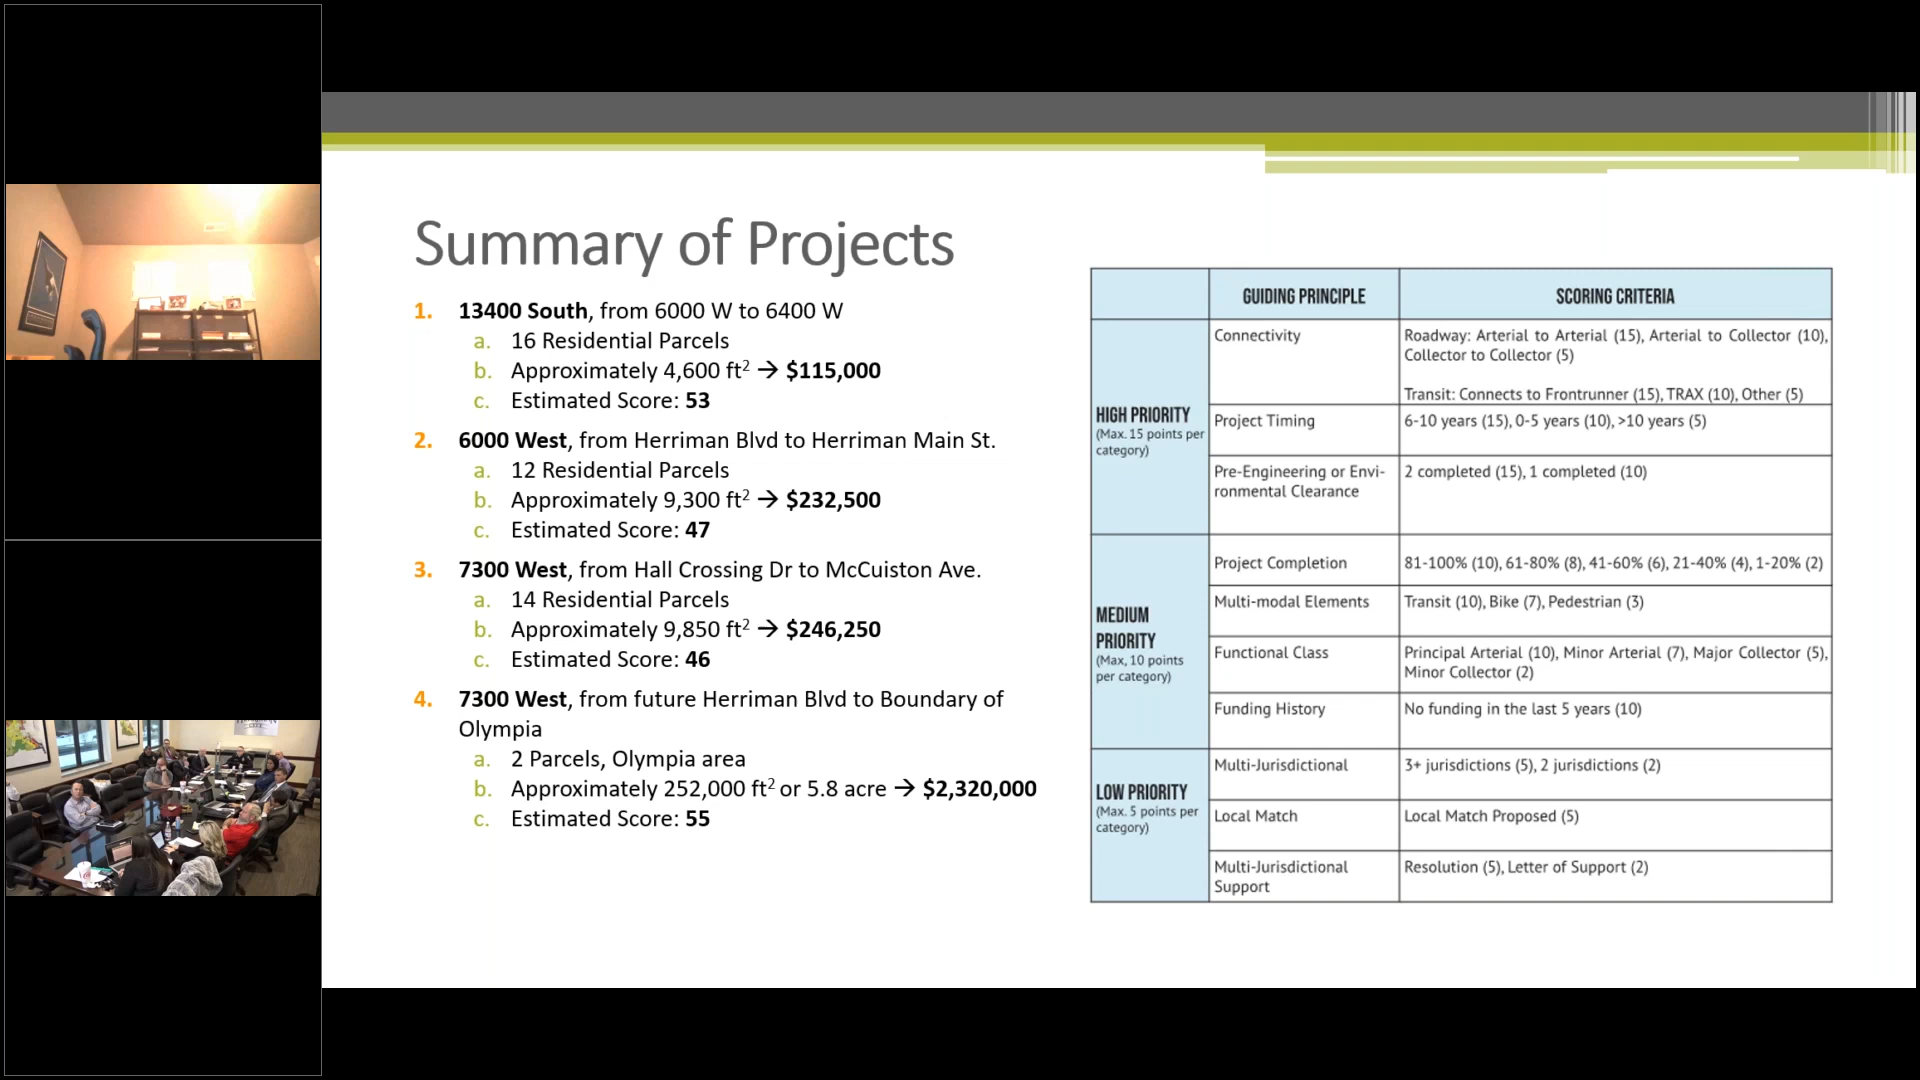 Summary of Projects
1. 13400 South, from 6000 W to 6400 W
a. 16 Residential Parcels
b. Approximately 4,600 ft² → $115,000
c. Estimated Score: 53
2. 6000 West, from Herriman Blvd to Herriman Main St.
a. 12 Residential Parcels
b. Approximately 9,300 ft² → $232,500
c. Estimated Score: 47
3. 7300 West, from Hall Crossing Dr to McCuiston Ave.
a. 14 Residential Parcels
b. Approximately 9,850 ft² → $246,250
c. Estimated Score: 46
4. 7300 West, from future Herriman Blvd to Boundary of
Olympia
a. 2 Parcels, Olympia area
b. Approximately 252,000 ft² or 5.8 acre → $2,320,000
c. Estimated Score: 55
GUIDING PRINCIPLE
SCORING CRITERIA
HIGH PRIORITY
(Max. 15 points per
category)
Connectivity
Roadway: Arterial to Arterial (15), Arterial to Collector (10),
Collector to Collector (5)
Transit: Connects to Frontrunner (15), TRAX (10), Other (5)
Project Timing
6-10 years (15), 0-5 years (10), >10 years (5)
Pre-Engineering or Envi-
ronmental Clearance
2 completed (15), 1 completed (10)
MEDIUM
PRIORITY
(Max, 10 points
per category)
Project Completion
81-100% (10), 61-80% (8), 41-60% (6), 21-40% (4), 1-20% (2)
Multi-modal Elements
Transit (10), Bike (7), Pedestrian (3)
Functional Class
Principal Arterial (10), Minor Arterial (7), Major Collector (5),
Minor Collector (2)
Funding History
No funding in the last 5 years (10)
LOW PRIORITY
(Max. 5 points per
category)
Multi-Jurisdictional
3+ jurisdictions (5), 2 jurisdictions (2)
Local Match
Local Match Proposed (5)
Multi-Jurisdictional
Support
Resolution (5), Letter of Support (2)